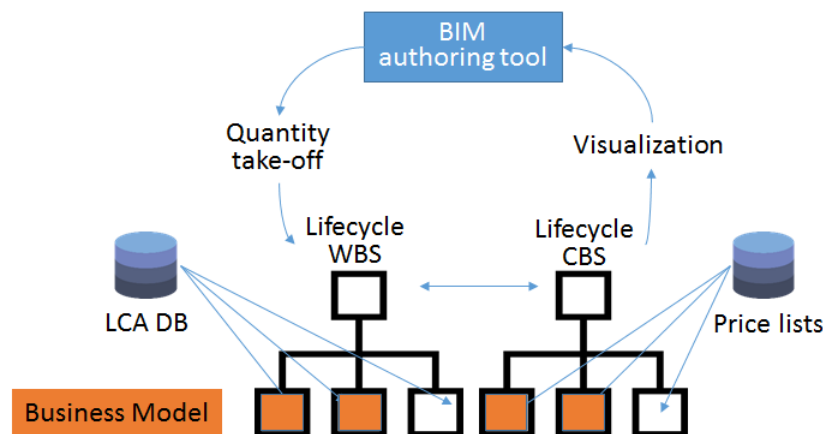 BIM
authoring tool
Quantity
take-off
Visualization
Lifecycle
WBS
Lifecycle
CBS
LCA DB
Price lists
Business Model